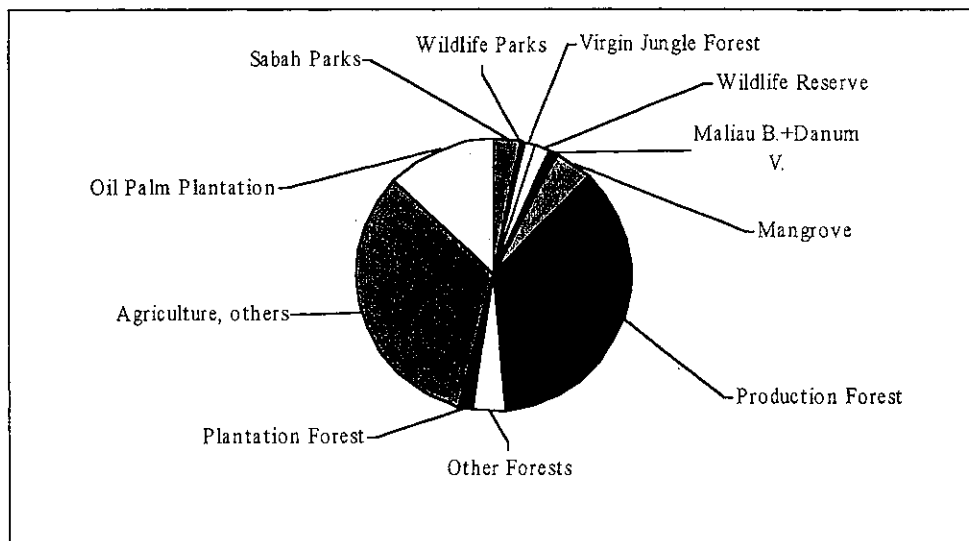 Wildlife Parks
Virgin Jungle Forest
Sabah Parks
Wildlife Reserve
Maliau B.+Danum
V.
Oil Palm Plantation
Mangrove
Agriculture, others
Production Forest
Plantation Forest
Other Forests